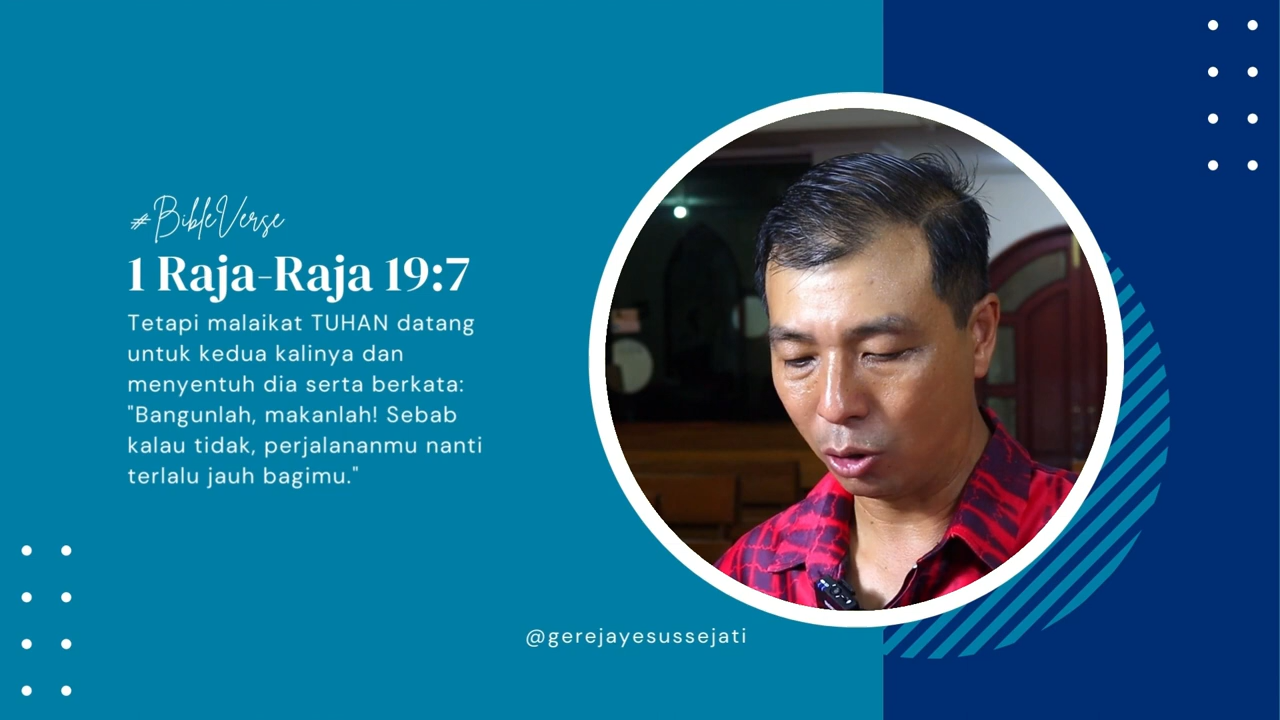 #BibleVerse
1 Raja-Raja 19:7
Tetapi malaikat TUHAN datang
untuk kedua kalinya dan
menyentuh dia serta berkata:
"Bangunlah, makanlah! Sebab
kalau tidak, perjalananmu nanti
terlalu jauh bagimu."
@gerejayesussejati